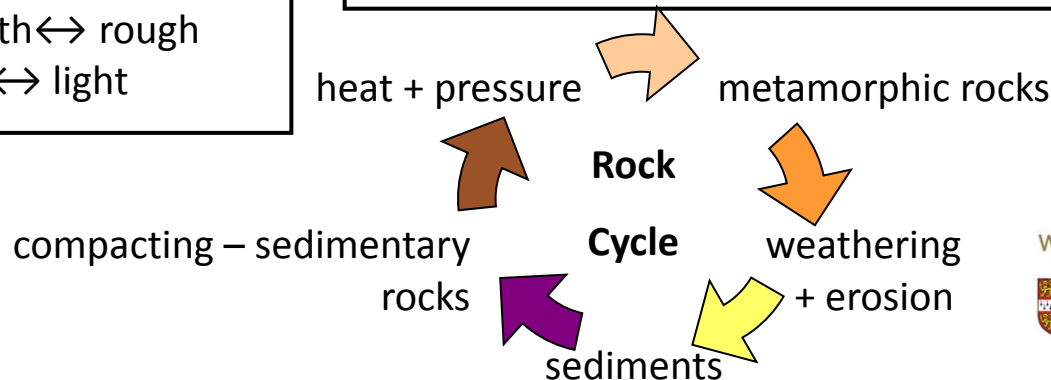 th↔ rough
↔ light
heat + pressure
metamorphic rocks
Rock
Cycle
compacting – sedimentary
rocks
weathering
+ erosion
sediments